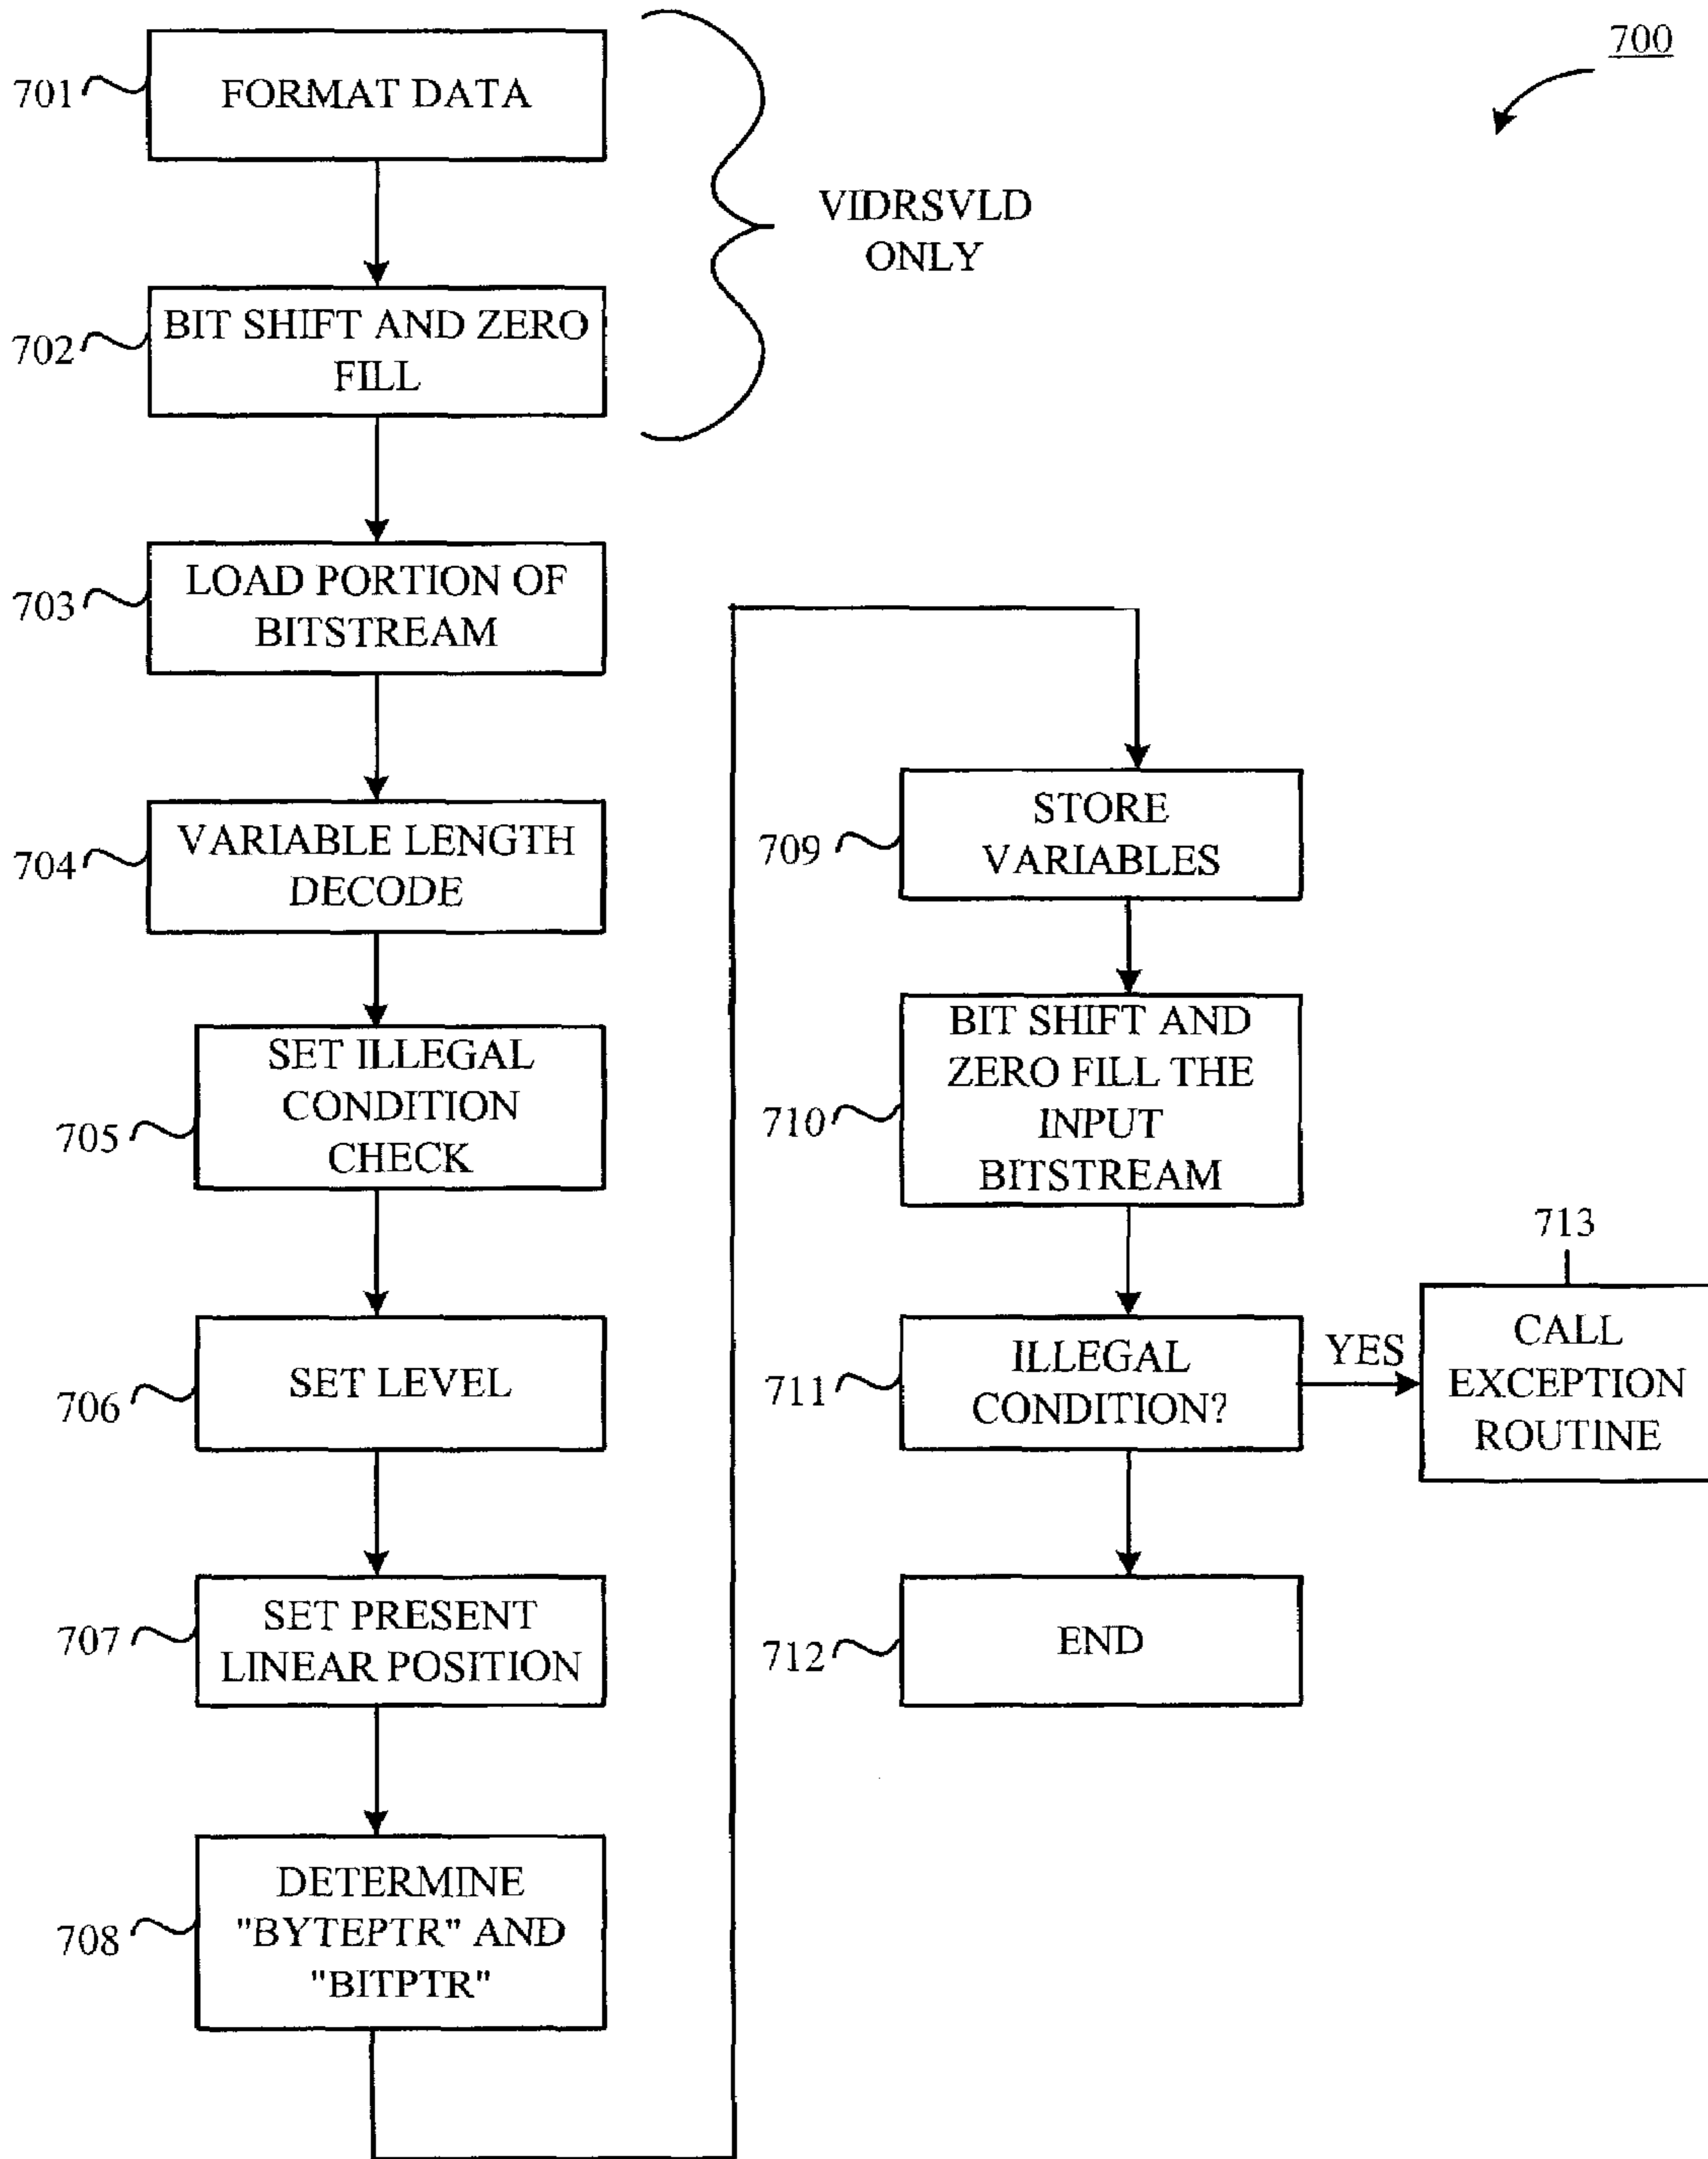 700
701
FORMAT DATA
VIDRSVLD
ONLY
702
BIT SHIFT AND ZERO
FILL
703
LOAD PORTION OF
BITSTREAM
704
VARIABLE LENGTH
DECODE
705
SET ILLEGAL
CONDITION
CHECK
706
SET LEVEL
707
SET PRESENT
LINEAR POSITION
708
DETERMINE
"BYTEPTR" AND
"BITPTR"
709
STORE
VARIABLES
710
BIT SHIFT AND
ZERO FILL THE
INPUT
BITSTREAM
711
ILLEGAL
CONDITION?
YES
713
CALL
EXCEPTION
ROUTINE
712
END